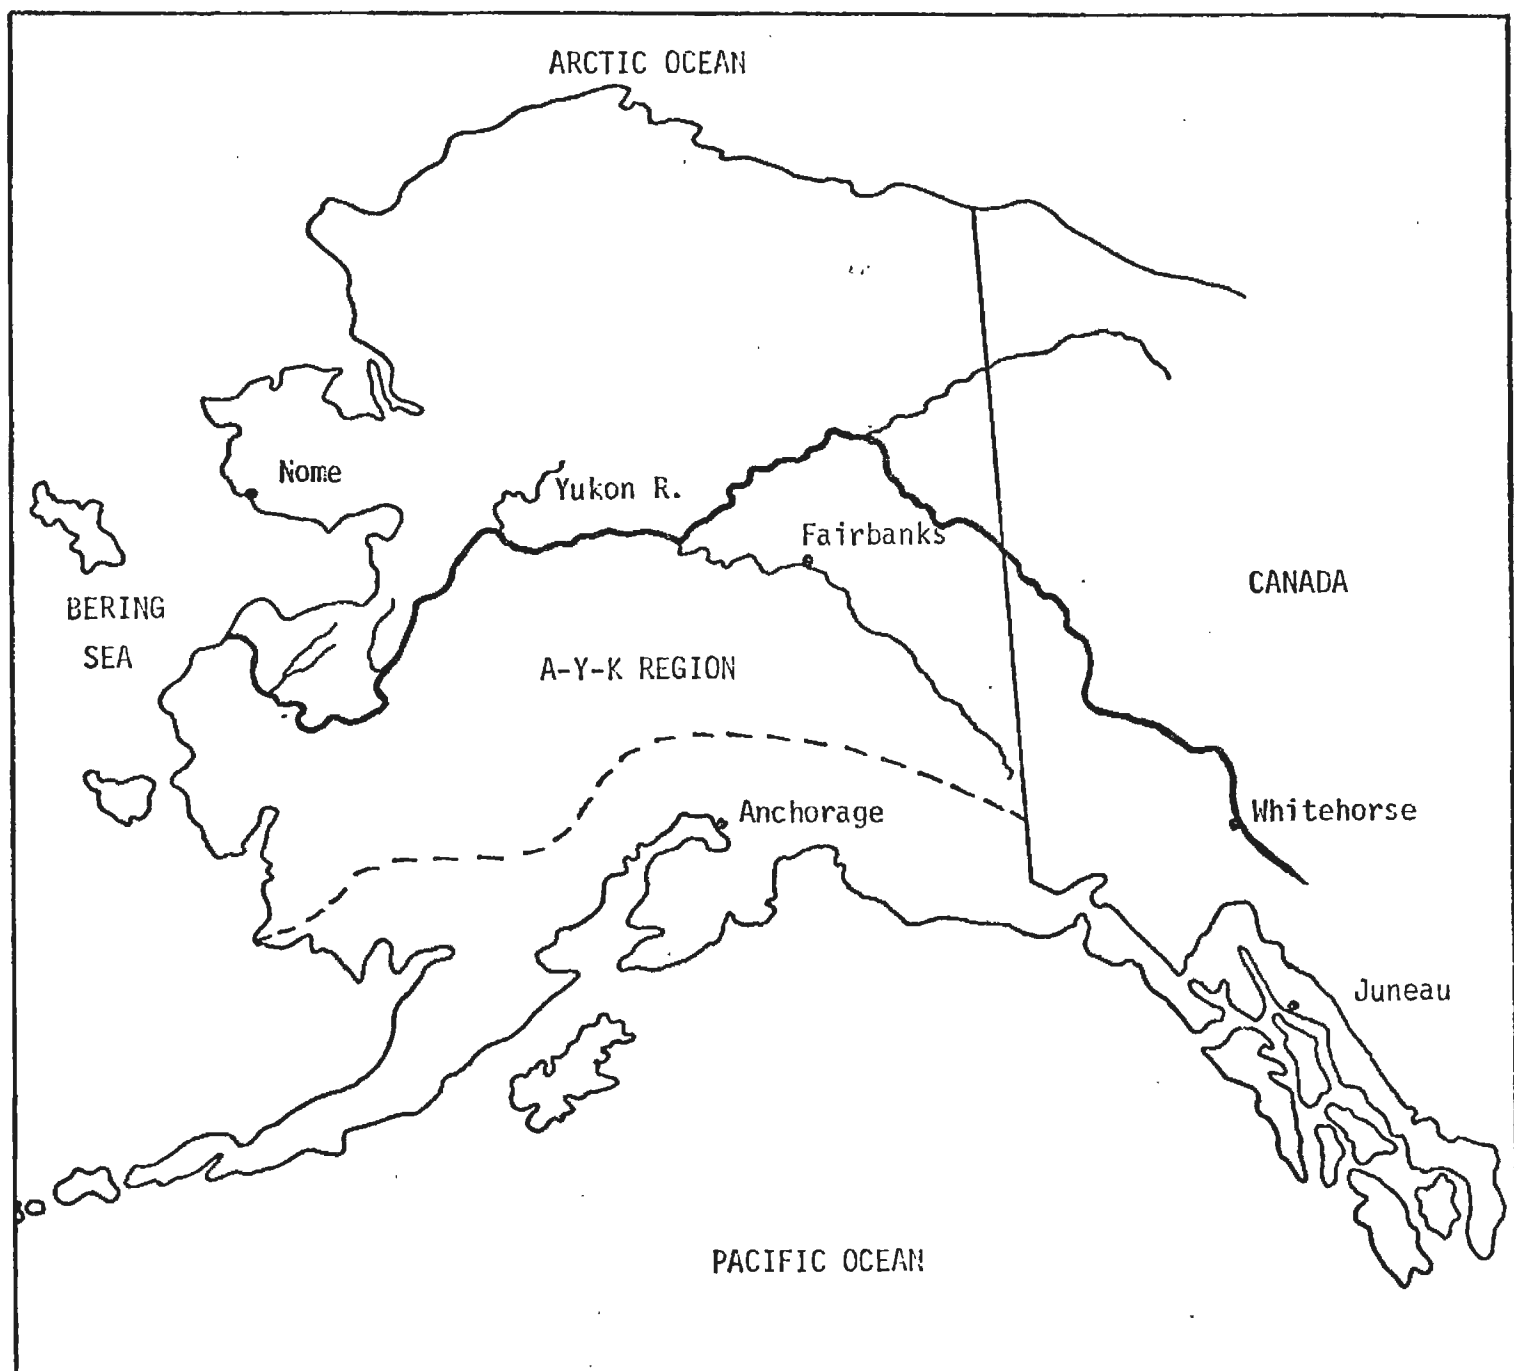 ARCTIC OCEAN
Nome
Yukon R.
Fairbanks
CANADA
BERING
SEA
A-Y-K REGION
Anchorage
Whitehorse
Juneau
PACIFIC OCEAN